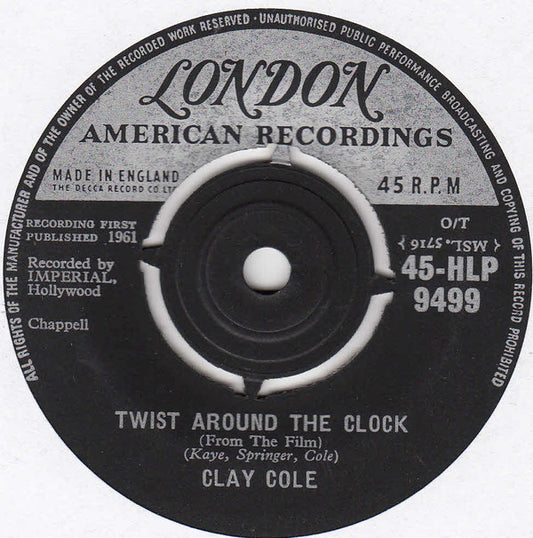 ALL RIGHTS OF THE MANUFACTURER AND OF THE OWNER OF THE RECORDED WORK RESERVED · UNAUTHORISED PUBLIC PERFORMANCE BROADCASTING AND COPYING OF THIS RECORD PROHIBITED
LONDON
AMERICAN RECORDINGS
MADE IN ENGLAND
THE DECCA RECORD CO LTD
45 R.P.M
RECORDING FIRST
PUBLISHED 1961
Recorded by
IMPERIAL,
Hollywood
Chappell
O/T
{ MSL.5716 }
45-HLP
9499
TWIST AROUND THE CLOCK
(From The Film)
(Kaye, Springer, Cole)
CLAY COLE